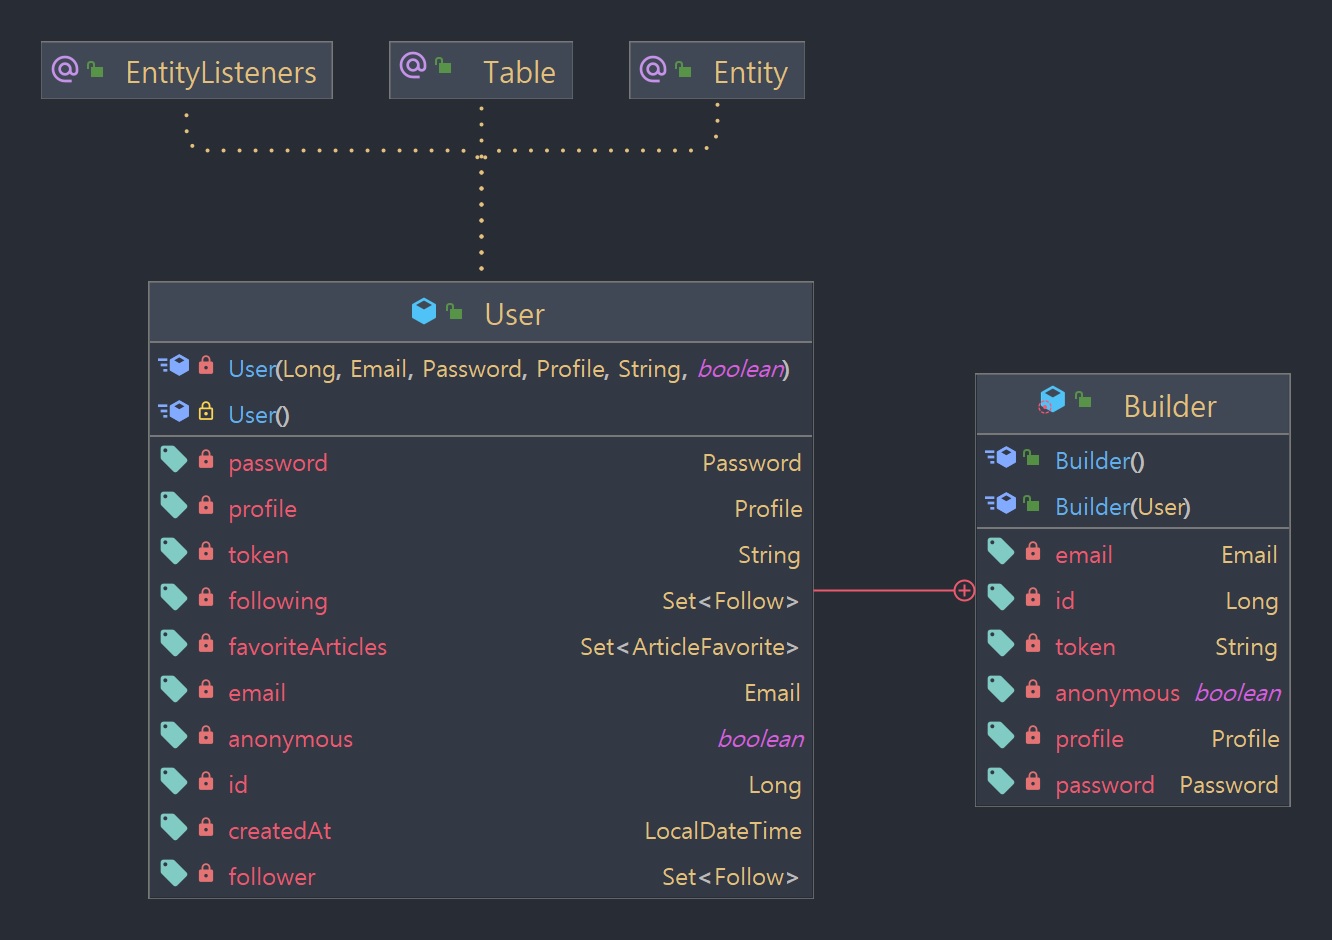 EntityListeners
Table
Entity
User
User(Long, Email, Password, Profile, String, boolean)
User()
password Password
profile Profile
token String
following Set<Follow>
favoriteArticles Set<ArticleFavorite>
email Email
anonymous boolean
id Long
createdAt LocalDateTime
follower Set<Follow>
Builder
Builder()
Builder(User)
email Email
id Long
token String
anonymous boolean
profile Profile
password Password